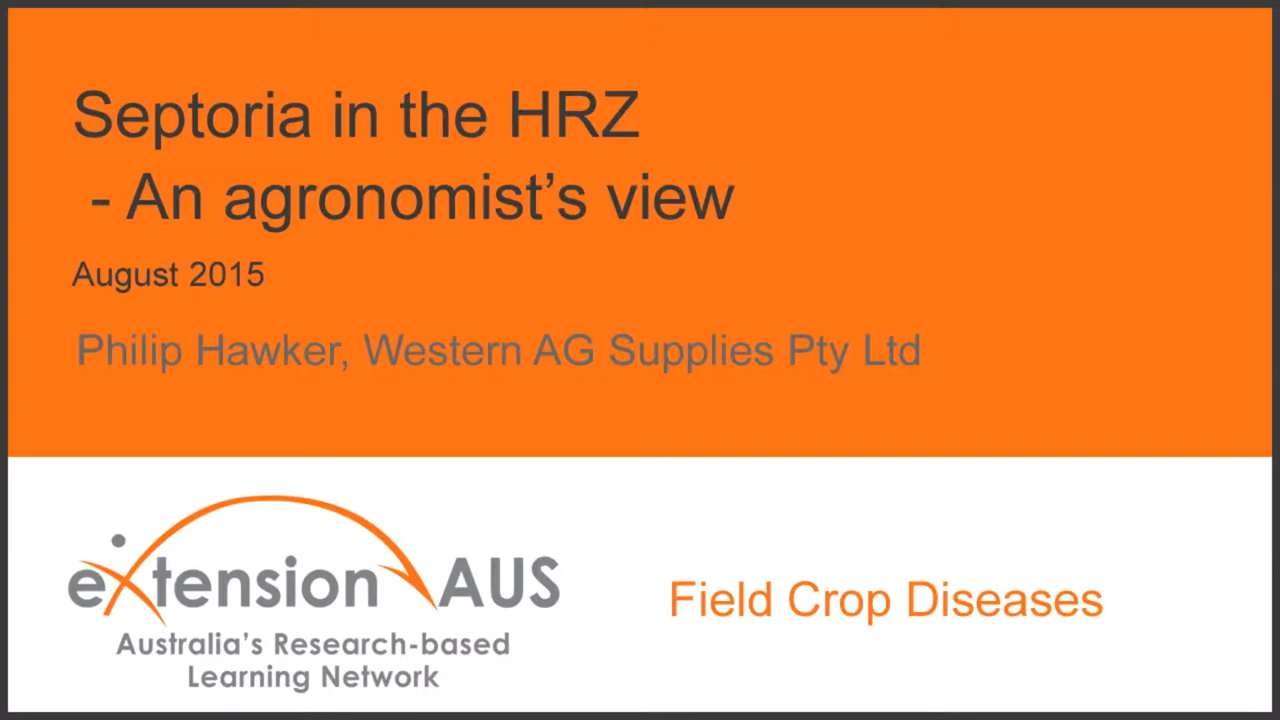 Septoria in the HRZ
- An agronomist's view
August 2015
Philip Hawker, Western AG Supplies Pty Ltd
extension AUS
Australia's Research-based
Learning Network
Field Crop Diseases